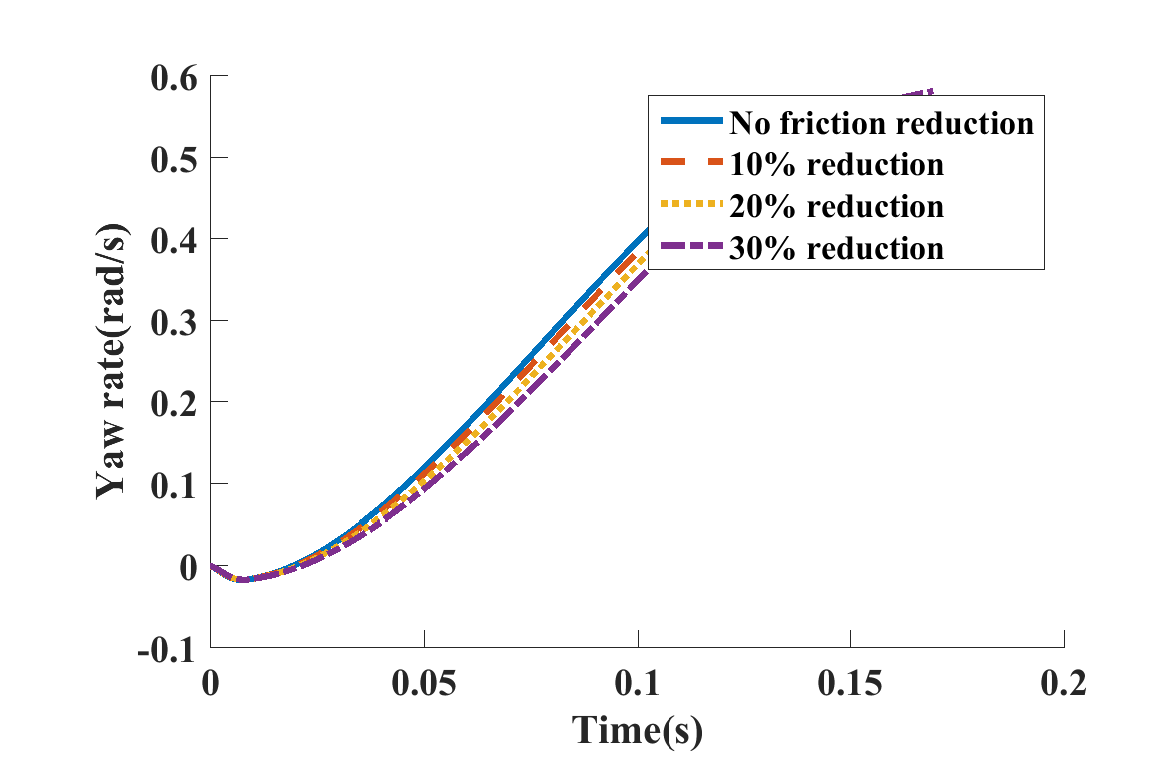 0.6
0.5
0.4
0.3
0.2
0.1
0
-0.1
Yaw rate(rad/s)
No friction reduction
10% reduction
20% reduction
30% reduction
0
0.05
0.1
0.15
0.2
Time(s)